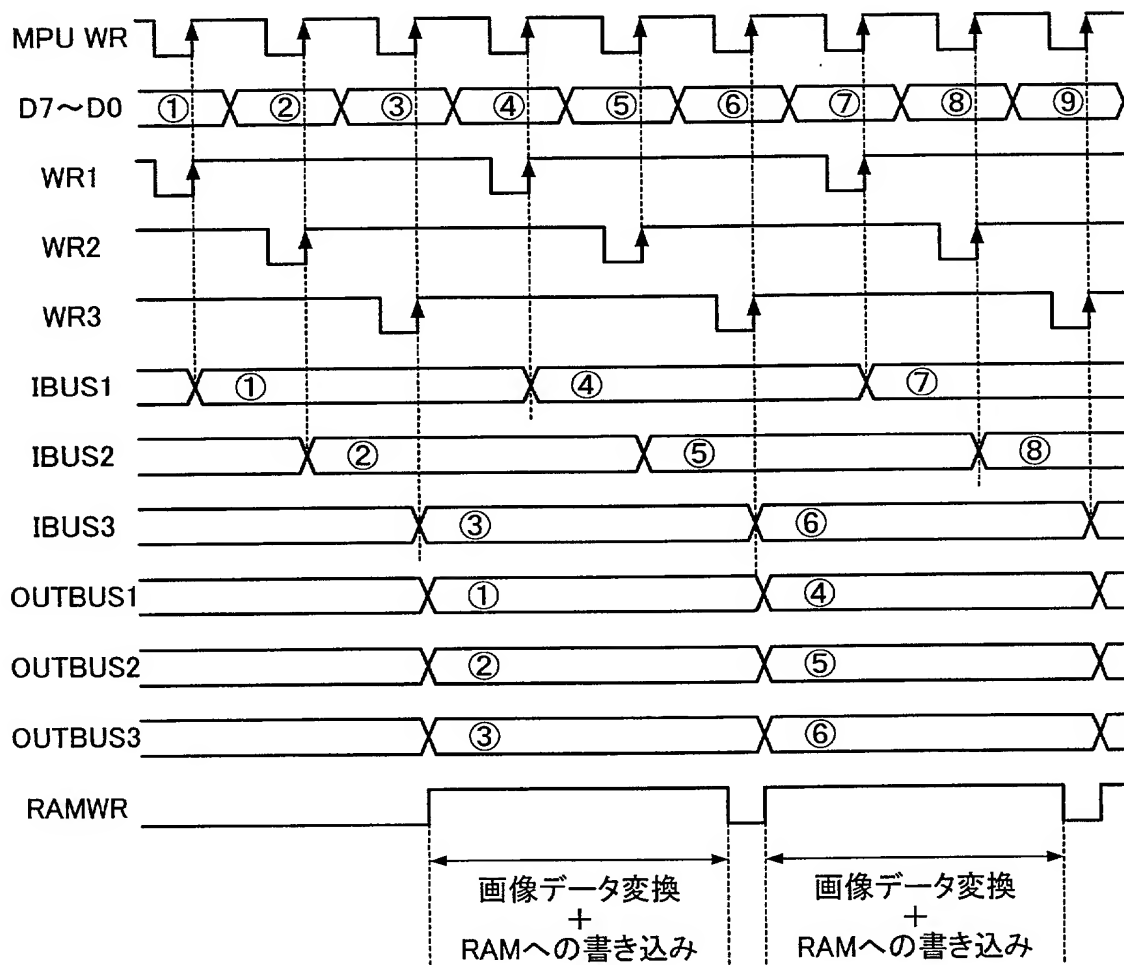 MPU WR
D7～D0 ① ② ③ ④ ⑤ ⑥ ⑦ ⑧ ⑨
WR1
WR2
WR3
IBUS1 ① ④ ⑦
IBUS2 ② ⑤ ⑧
IBUS3 ③ ⑥
OUTBUS1 ① ④
OUTBUS2 ② ⑤
OUTBUS3 ③ ⑥
RAMWR
画像データ変換
+
RAMへの書き込み
画像データ変換
+
RAMへの書き込み